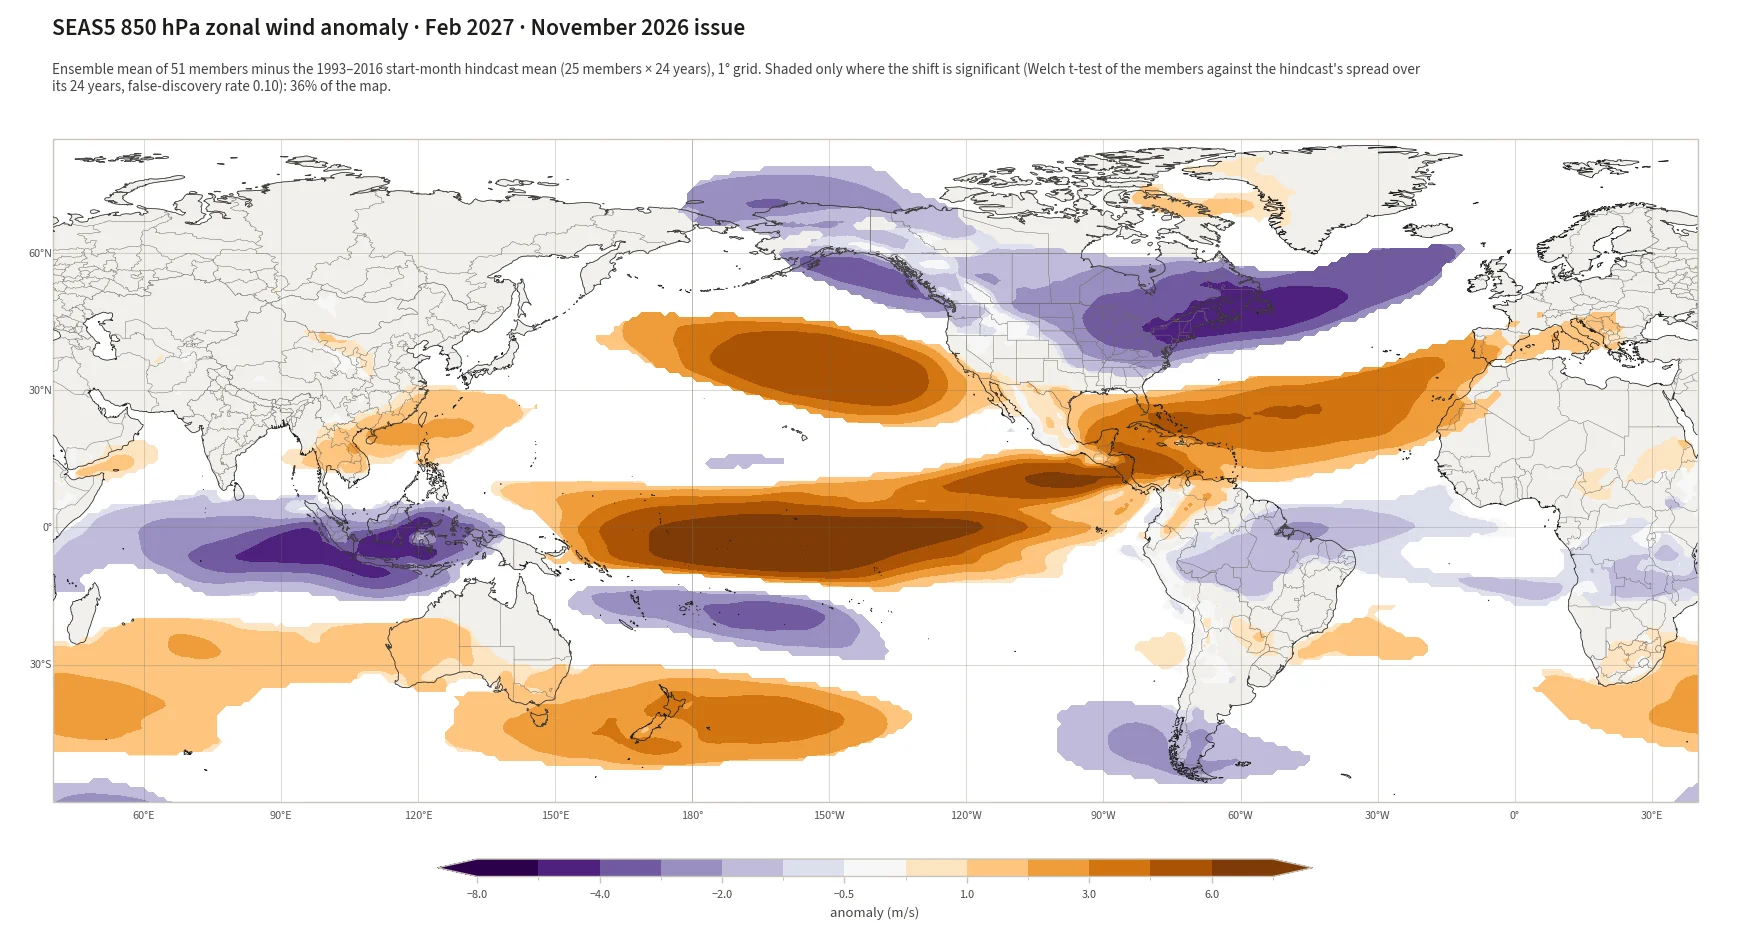 SEAS5 850 hPa zonal wind anomaly · Feb 2027 · November 2026 issue
Ensemble mean of 51 members minus the 1993–2016 start-month hindcast mean (25 members × 24 years), 1° grid. Shaded only where the shift is significant (Welch t-test of the members against the hindcast's spread over
its 24 years, false-discovery rate 0.10): 36% of the map.
60°N
30°N
0°
30°S
60°E 90°E 120°E 150°E 180° 150°W 120°W 90°W 60°W 30°W 0° 30°E
−8.0 −4.0 −2.0 −0.5 1.0 3.0 6.0
anomaly (m/s)